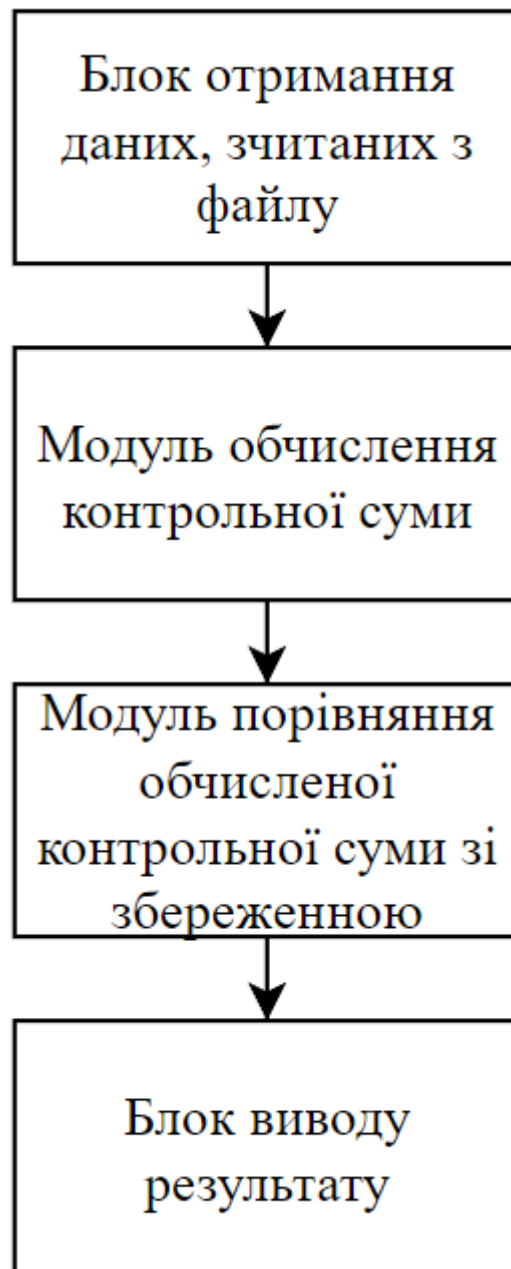 Блок отримання
даних, зчитаних з
файлу
Модуль обчислення
контрольної суми
Модуль порівняння
обчисленої
контрольної суми зі
збереженною
Блок виводу
результату